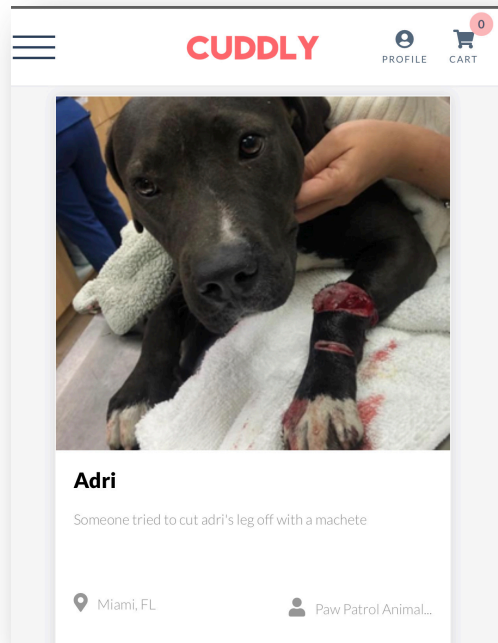 CUDDLY
0
PROFILE
CART
Adri
Someone tried to cut adri's leg off with a machete
Miami, FL
Paw Patrol Animal...